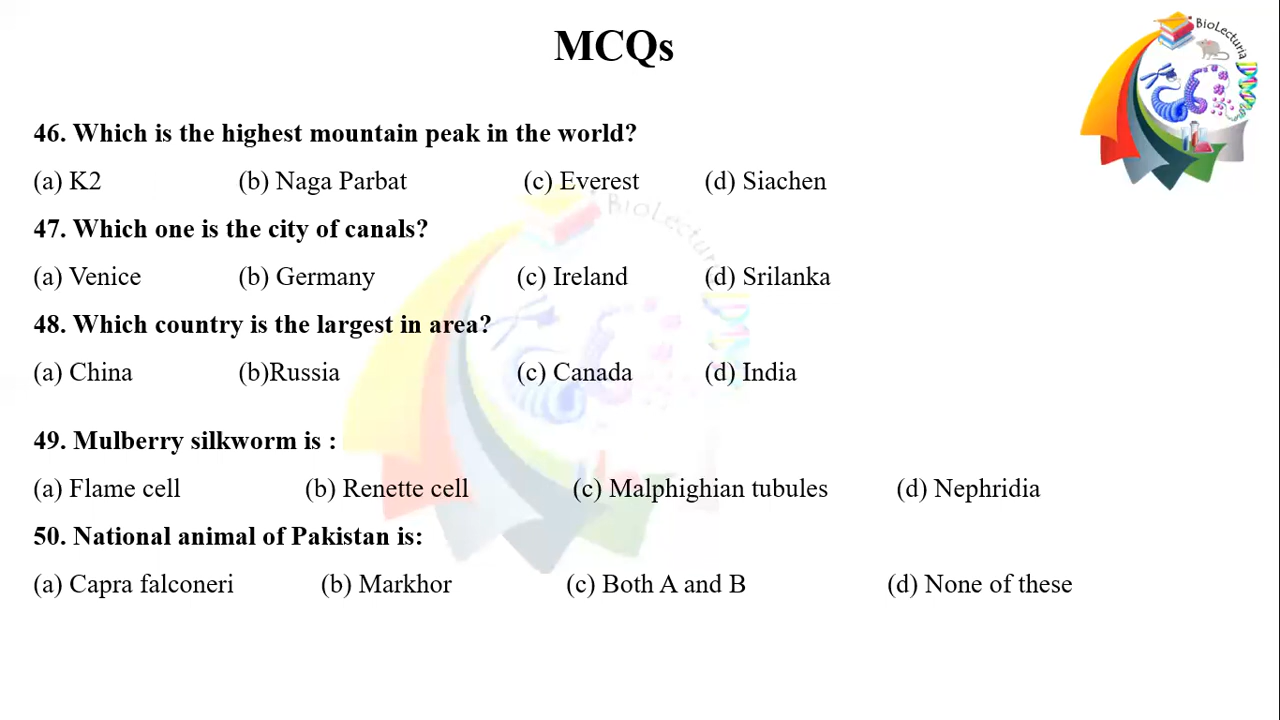 MCQs
BioLecturia
46. Which is the highest mountain peak in the world?
(a) K2 (b) Naga Parbat (c) Everest (d) Siachen
47. Which one is the city of canals?
(a) Venice (b) Germany (c) Ireland (d) Srilanka
48. Which country is the largest in area?
(a) China (b)Russia (c) Canada (d) India
49. Mulberry silkworm is :
(a) Flame cell (b) Renette cell (c) Malphighian tubules (d) Nephridia
50. National animal of Pakistan is:
(a) Capra falconeri (b) Markhor (c) Both A and B (d) None of these